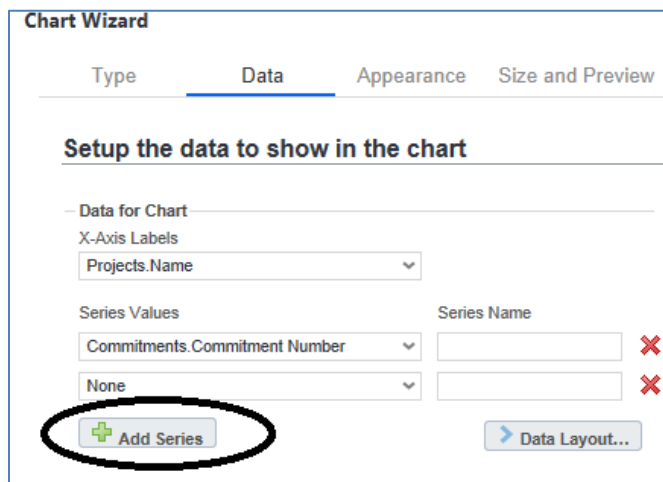 Chart Wizard
Type Data Appearance Size and Preview
Setup the data to show in the chart
Data for Chart
X-Axis Labels
Projects.Name
Series Values Series Name
Commitments.Commitment Number
None
Add Series Data Layout...